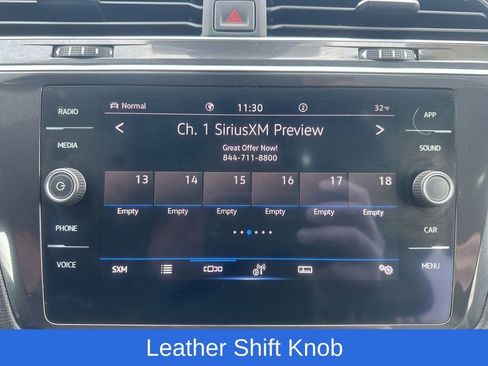 RADIO
MEDIA
PHONE
VOICE
Normal
11:30
2
32°F
< Ch. 1 SiriusXM Preview >
Great Offer Now!
844-711-8800
13 14 15 16 17 18
Empty Empty Empty Empty Empty Empty
SXM
APP
SOUND
CAR
MENU
Leather Shift Knob